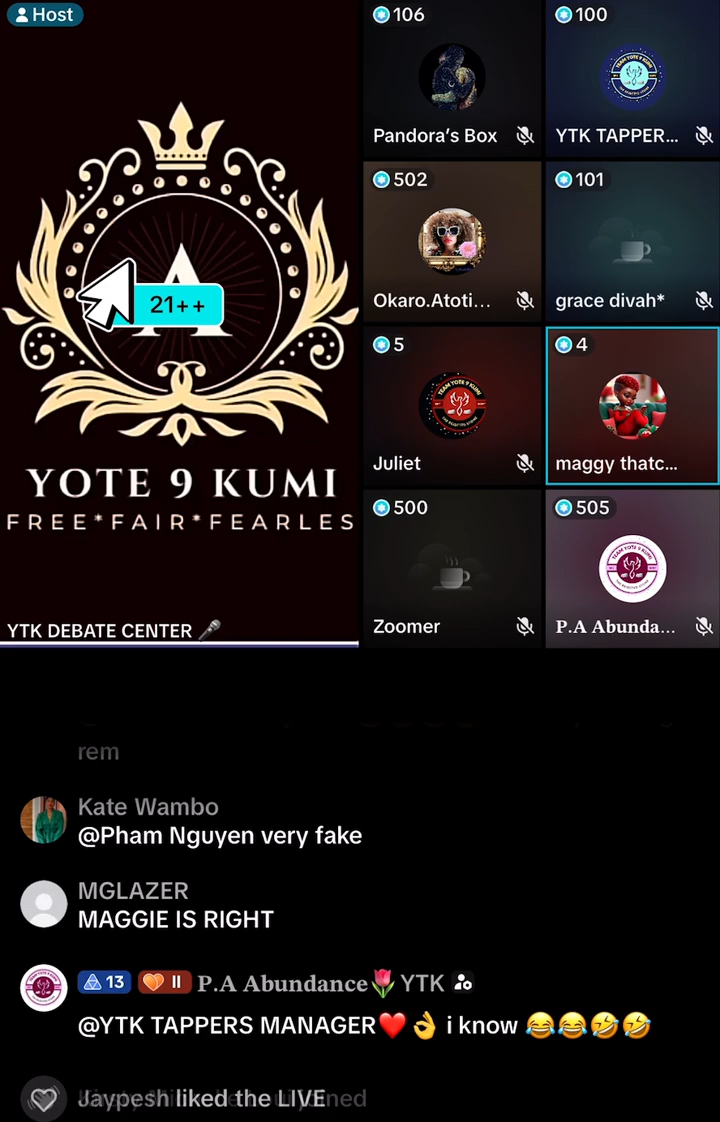 Host
A
21++
YOTE 9 KUMI
FREE*FAIR*FEARLES
YTK DEBATE CENTER 🎤
106
Pandora's Box
100
YTK TAPPER...
502
Okaro.Atoti...
101
grace divah*
5
Juliet
4
maggy thatc...
500
Zoomer
505
P.A Abunda...
rem
Kate Wambo
@Pham Nguyen very fake
MGLAZER
MAGGIE IS RIGHT
13 II P.A Abundance🌷YTK
@YTK TAPPERS MANAGER❤️👌 i know 😂😂🤣🤣
Jaypesh liked the LIVE